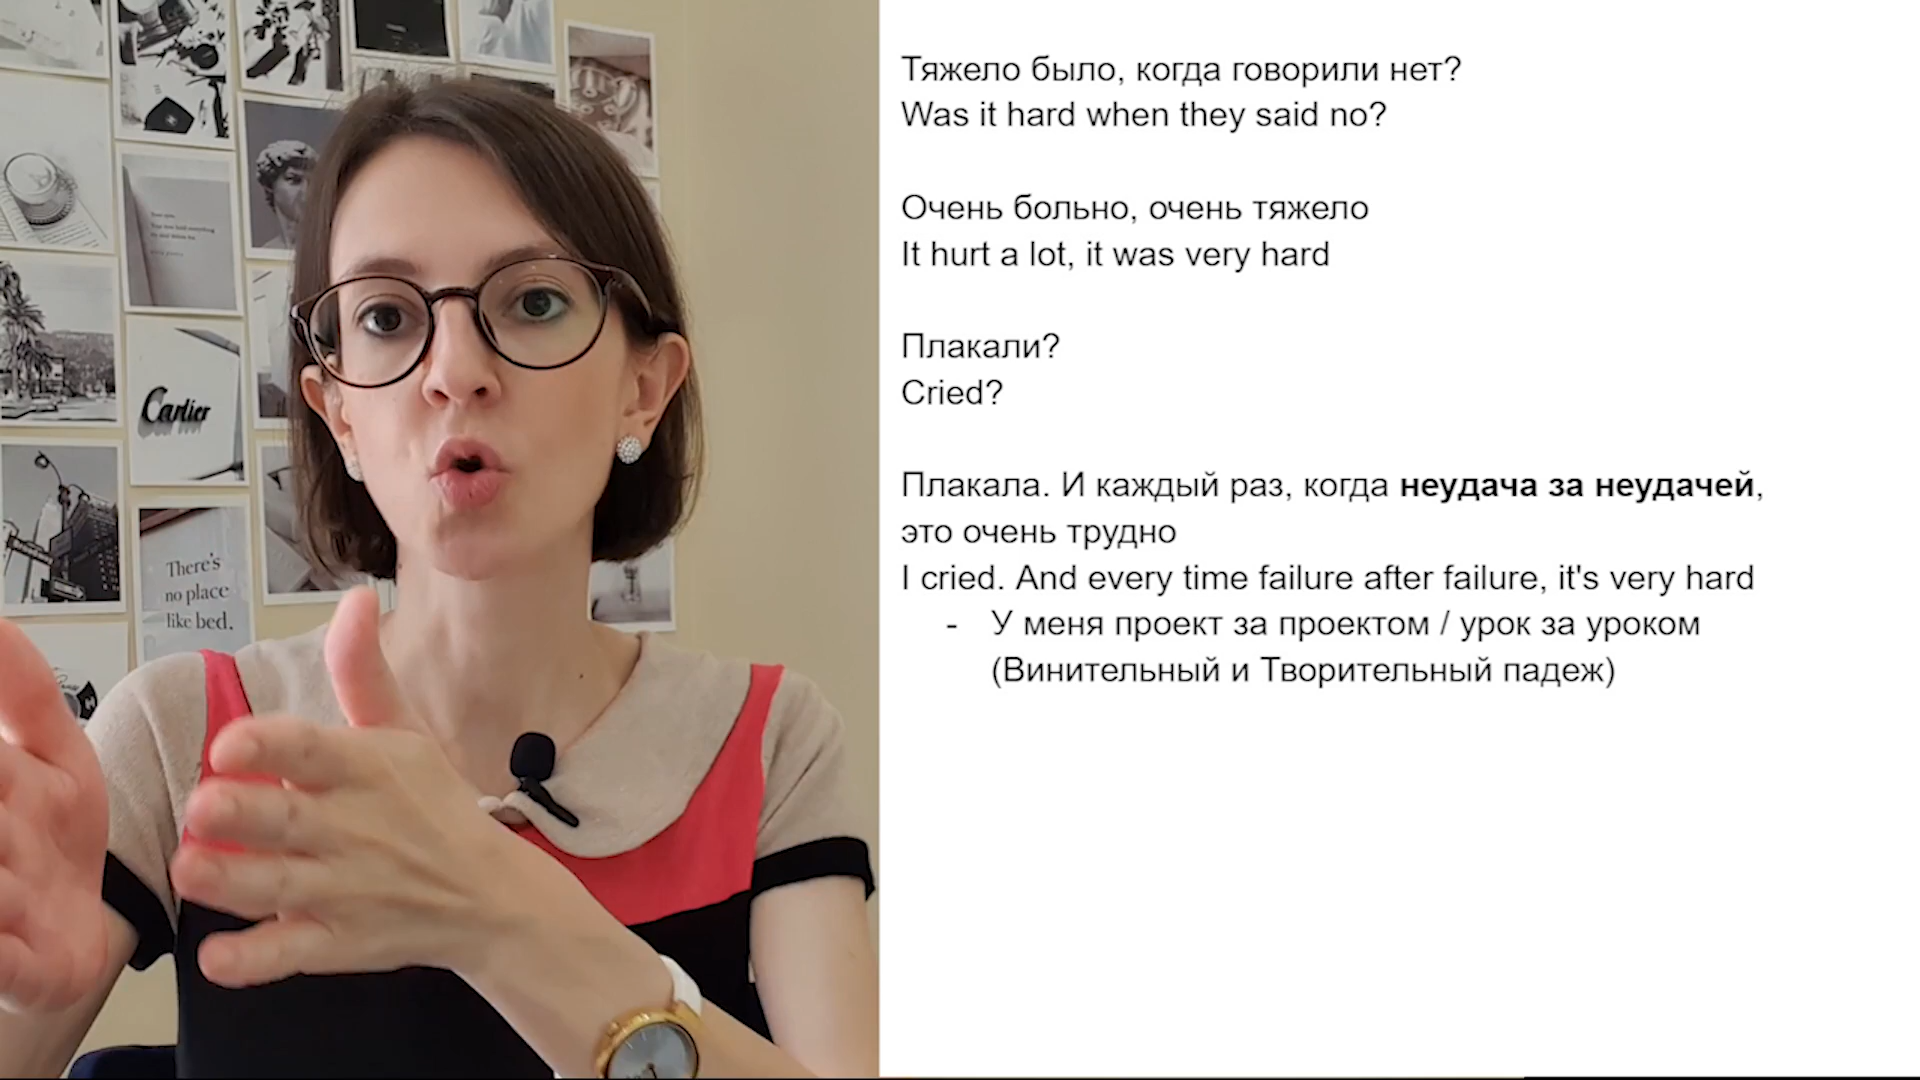 Cartier
There's
no place
like bed.
Тяжело было, когда говорили нет?
Was it hard when they said no?
Очень больно, очень тяжело
It hurt a lot, it was very hard
Плакали?
Cried?
Плакала. И каждый раз, когда неудача за неудачей,
это очень трудно
I cried. And every time failure after failure, it's very hard
- У меня проект за проектом / урок за уроком
(Винительный и Творительный падеж)